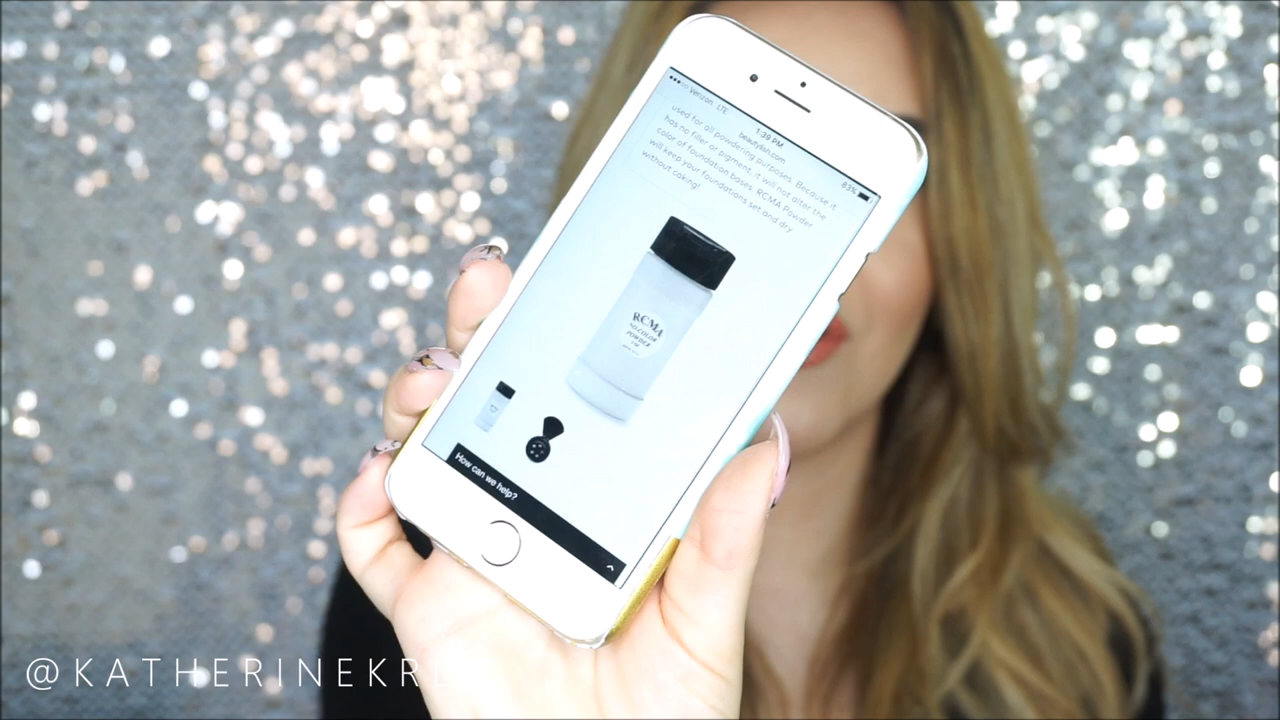 Verizon LTE
1:39 PM
83%
beautylish.com
used for all powdering purposes. Because it
has no filler or pigment, it will not alter the
color of foundation bases. RCMA Powder
will keep your foundations set and dry
without caking!
RCMA
NO-COLOR
POWDER
How can we help?
@KATHERINEKRE